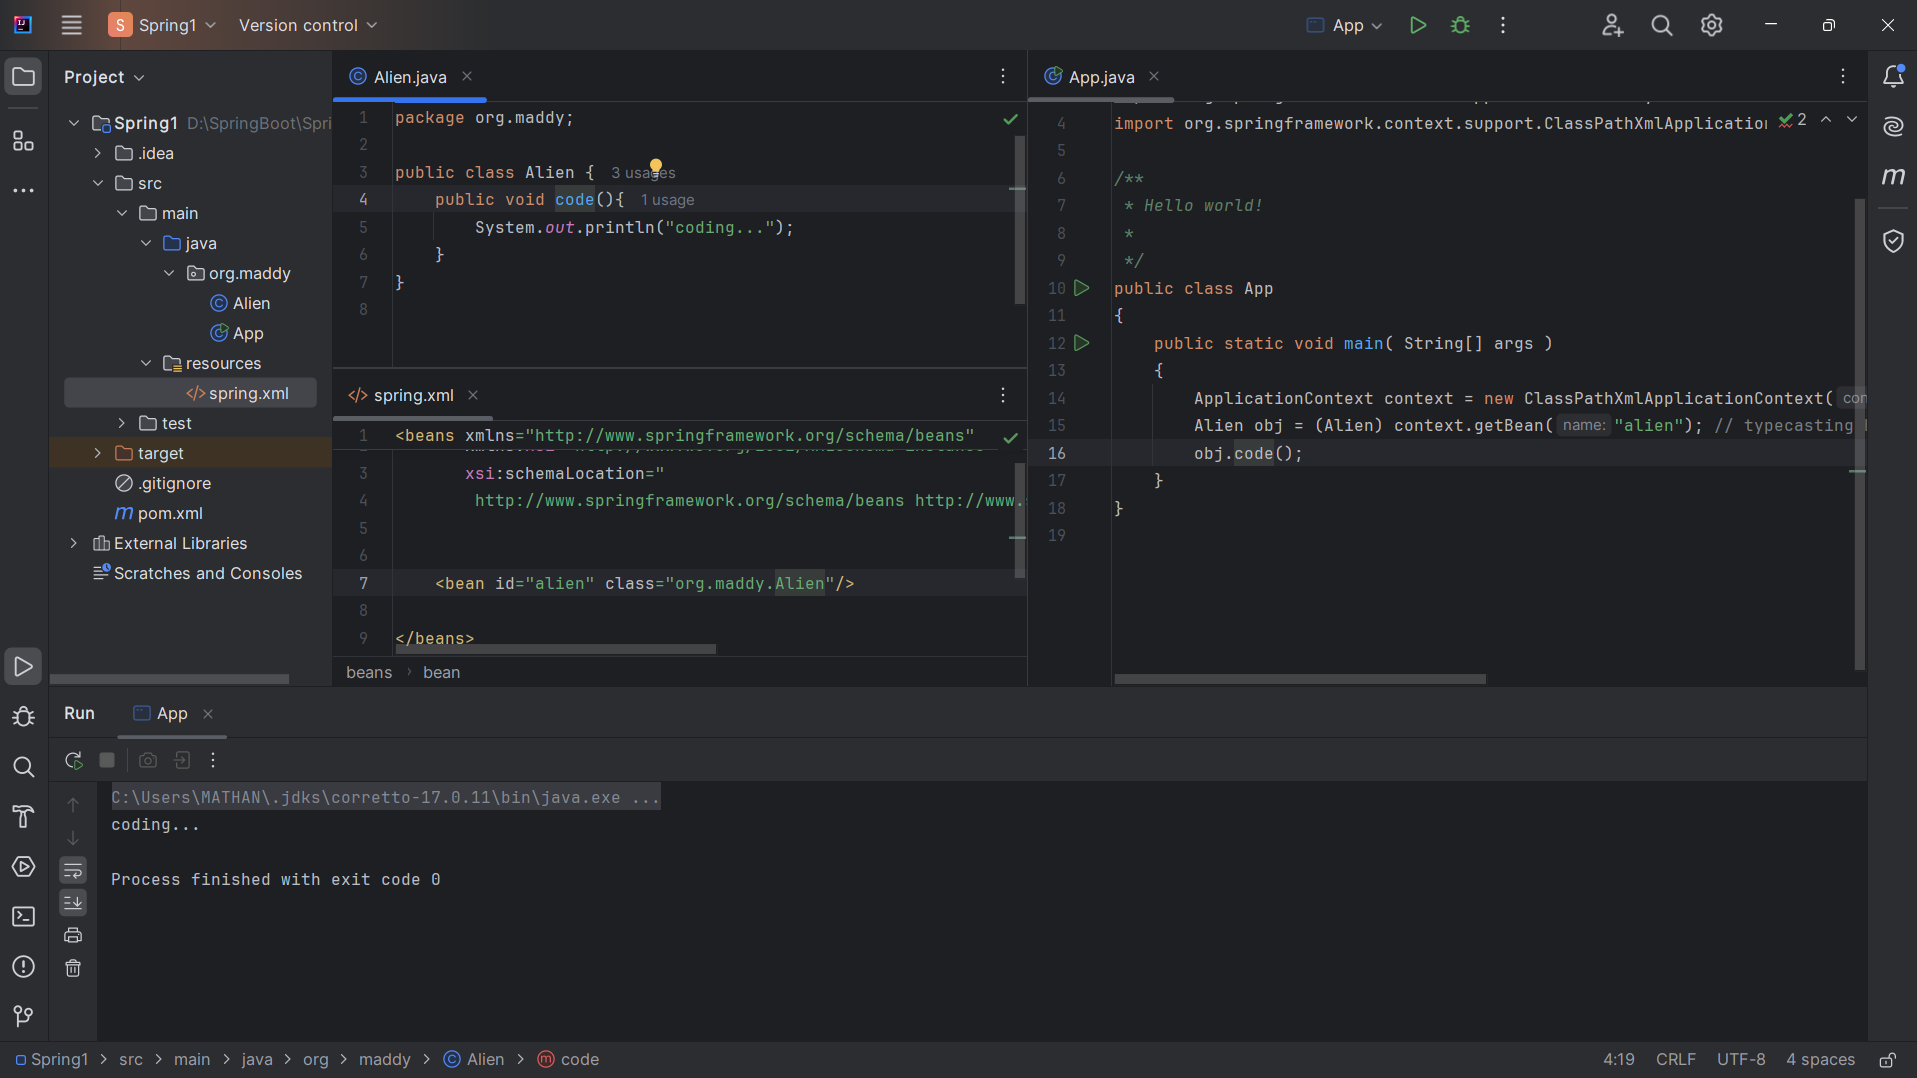 S Spring1 Version control App
Project
Spring1 D:\SpringBoot\Spri
.idea
src
main
java
org.maddy
Alien
App
resources
spring.xml
test
target
.gitignore
pom.xml
External Libraries
Scratches and Consoles
Alien.java
1 package org.maddy;
2
3 public class Alien { 3 usages
4 public void code(){ 1 usage
5 System.out.println("coding...");
6 }
7 }
8
spring.xml
1 <beans xmlns="http://www.springframework.org/schema/beans"
3 xsi:schemaLocation="
4 http://www.springframework.org/schema/beans http://www.
5
6
7 <bean id="alien" class="org.maddy.Alien"/>
8
9 </beans>
beans › bean
App.java
4 import org.springframework.context.support.ClassPathXmlApplication 2
5
6 /**
7 * Hello world!
8 *
9 */
10 public class App
11 {
12 public static void main( String[] args )
13 {
14 ApplicationContext context = new ClassPathXmlApplicationContext( con
15 Alien obj = (Alien) context.getBean( name: "alien"); // typecasting
16 obj.code();
17 }
18 }
19
Run App
C:\Users\MATHAN\.jdks\corretto-17.0.11\bin\java.exe ...
coding...
Process finished with exit code 0
Spring1 > src > main > java > org > maddy > Alien > code 4:19 CRLF UTF-8 4 spaces